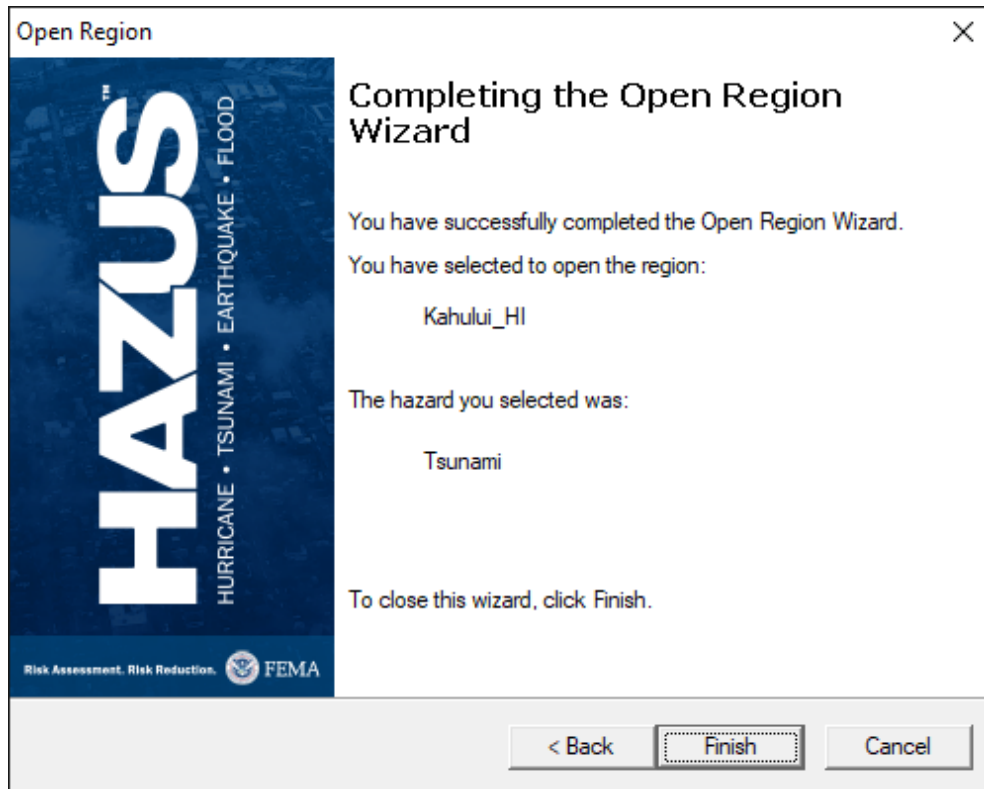 Open Region
HAZUS™
HURRICANE • TSUNAMI • EARTHQUAKE • FLOOD
Risk Assessment. Risk Reduction. FEMA
Completing the Open Region
Wizard
You have successfully completed the Open Region Wizard.
You have selected to open the region:
Kahului_HI
The hazard you selected was:
Tsunami
To close this wizard, click Finish.
< Back Finish Cancel